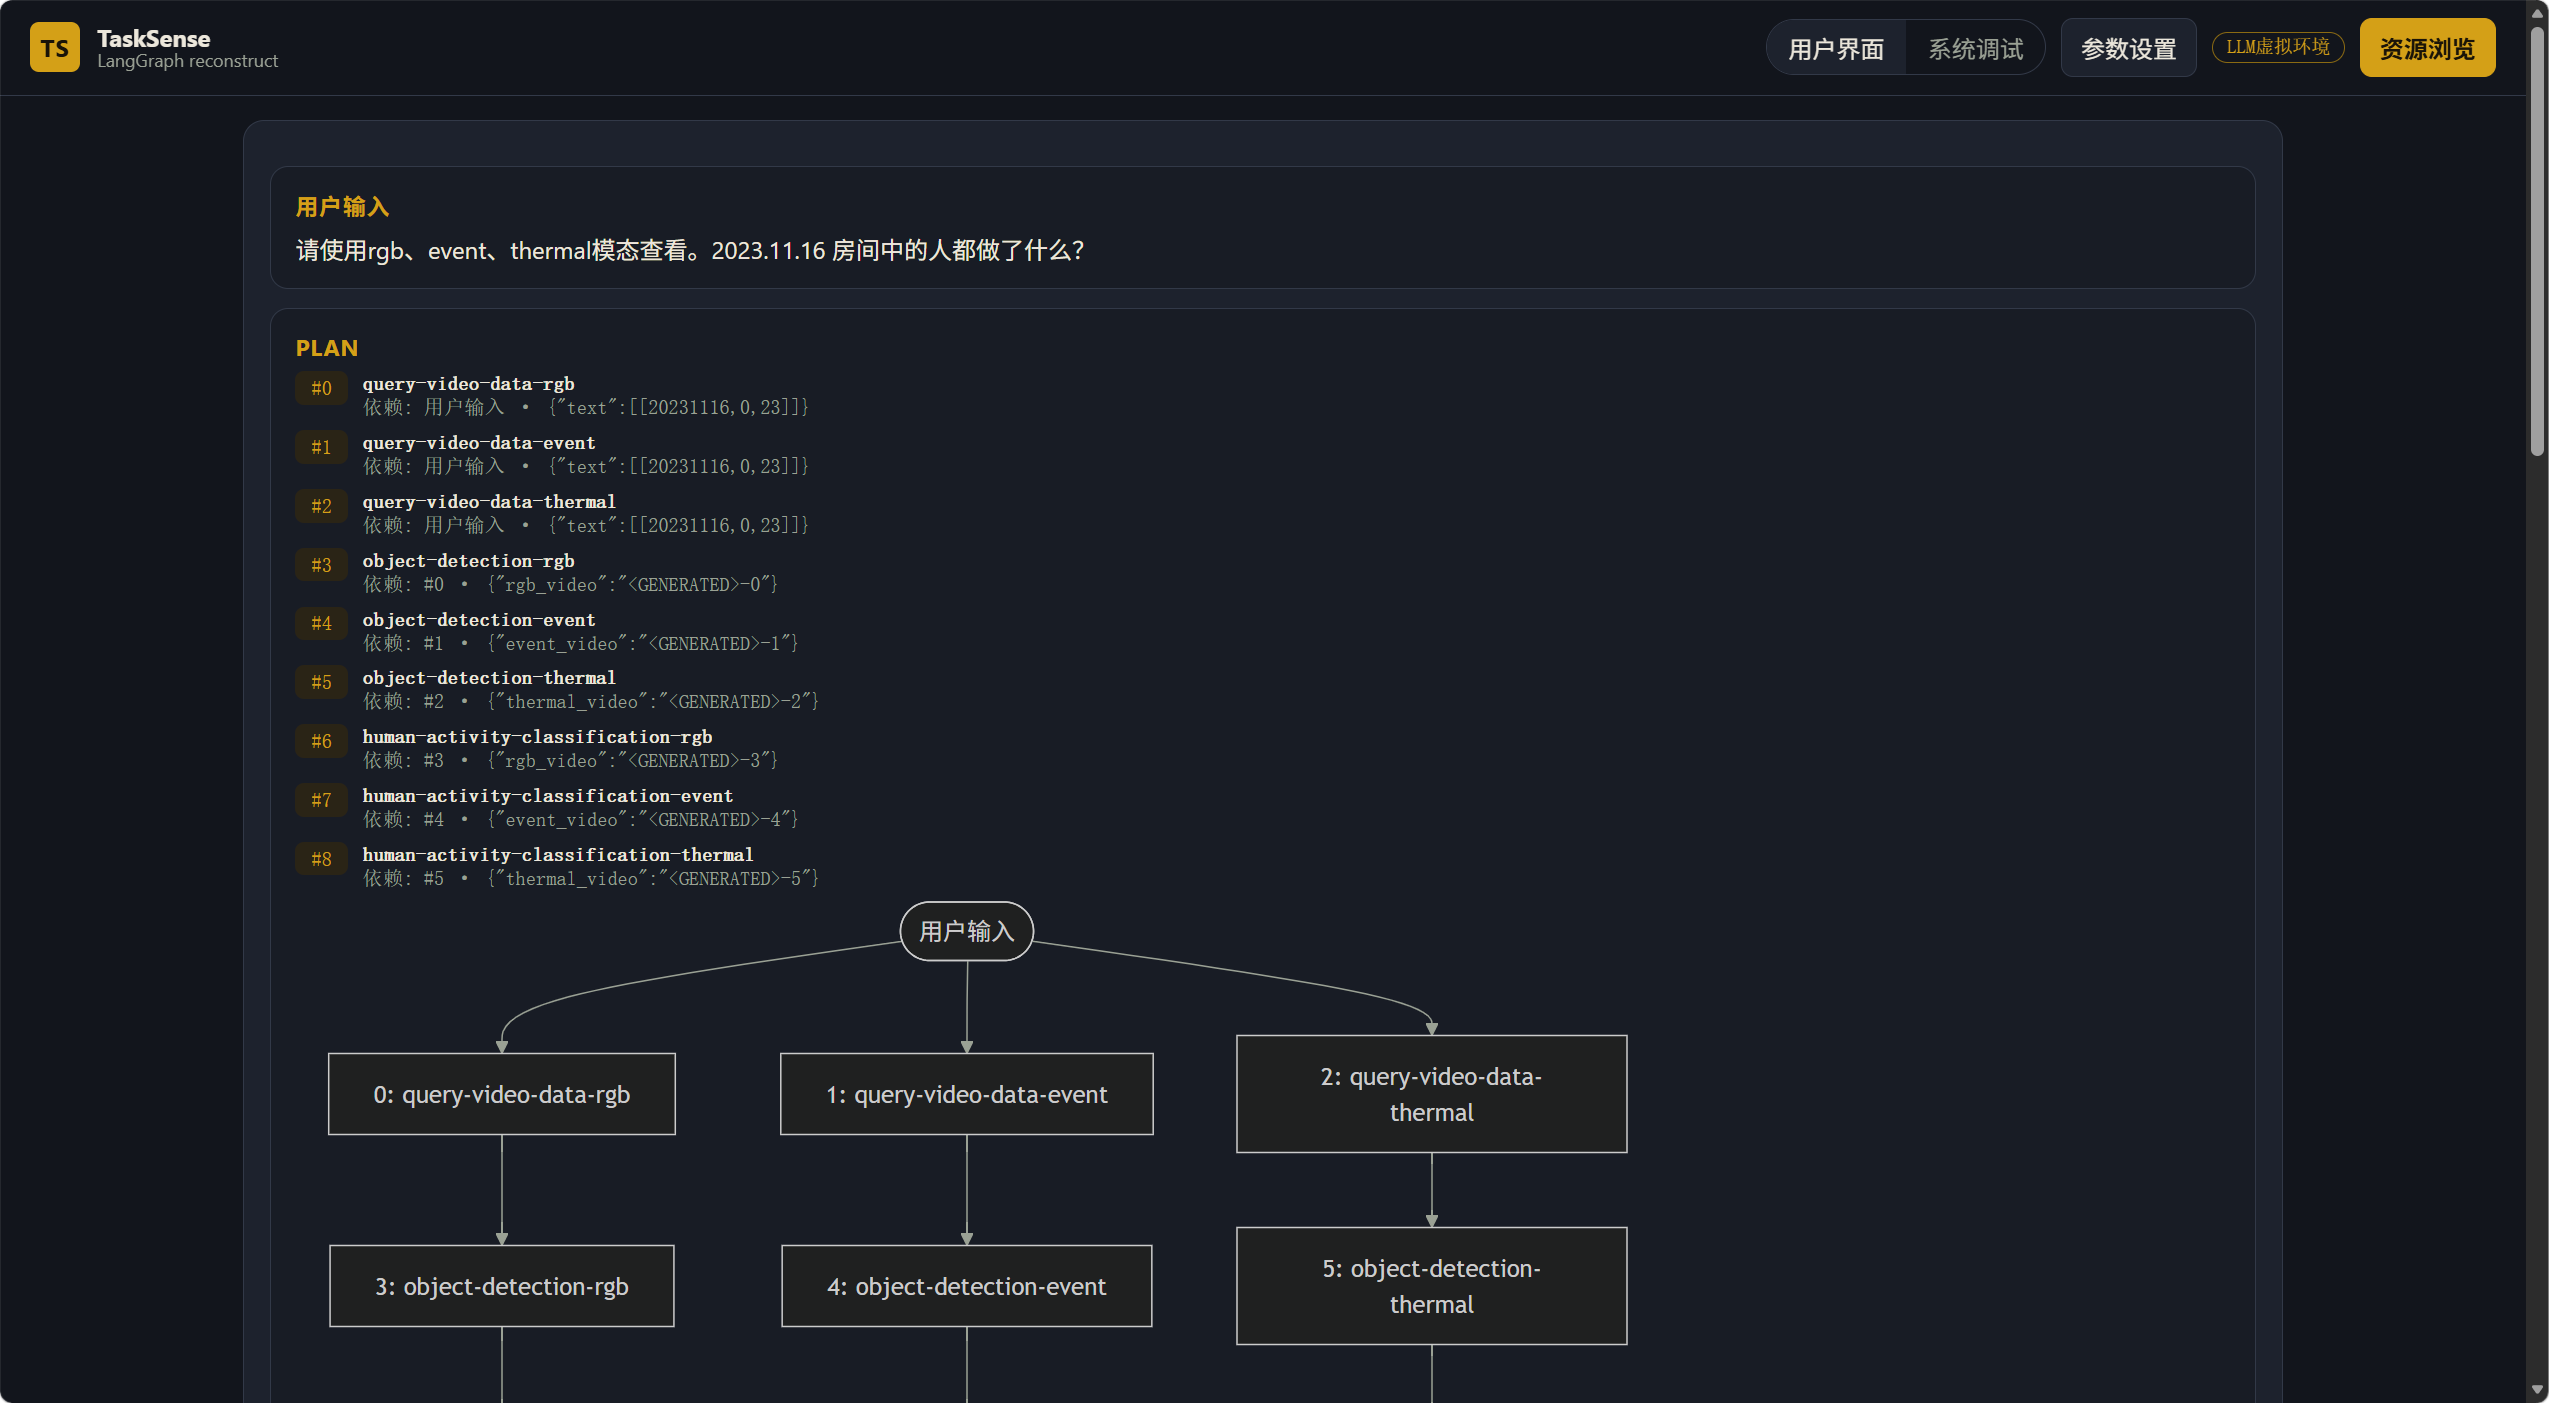 TS
TaskSense
LangGraph reconstruct
用户界面
系统调试
参数设置
LLM虚拟环境
资源浏览
用户输入
请使用rgb、event、thermal模态查看。2023.11.16 房间中的人都做了什么?
PLAN
#0
query-video-data-rgb
依赖: 用户输入 • {"text":[[20231116,0,23]]}
#1
query-video-data-event
依赖: 用户输入 • {"text":[[20231116,0,23]]}
#2
query-video-data-thermal
依赖: 用户输入 • {"text":[[20231116,0,23]]}
#3
object-detection-rgb
依赖: #0 • {"rgb_video":"<GENERATED>-0"}
#4
object-detection-event
依赖: #1 • {"event_video":"<GENERATED>-1"}
#5
object-detection-thermal
依赖: #2 • {"thermal_video":"<GENERATED>-2"}
#6
human-activity-classification-rgb
依赖: #3 • {"rgb_video":"<GENERATED>-3"}
#7
human-activity-classification-event
依赖: #4 • {"event_video":"<GENERATED>-4"}
#8
human-activity-classification-thermal
依赖: #5 • {"thermal_video":"<GENERATED>-5"}
用户输入
0: query-video-data-rgb
1: query-video-data-event
2: query-video-data-
thermal
3: object-detection-rgb
4: object-detection-event
5: object-detection-
thermal